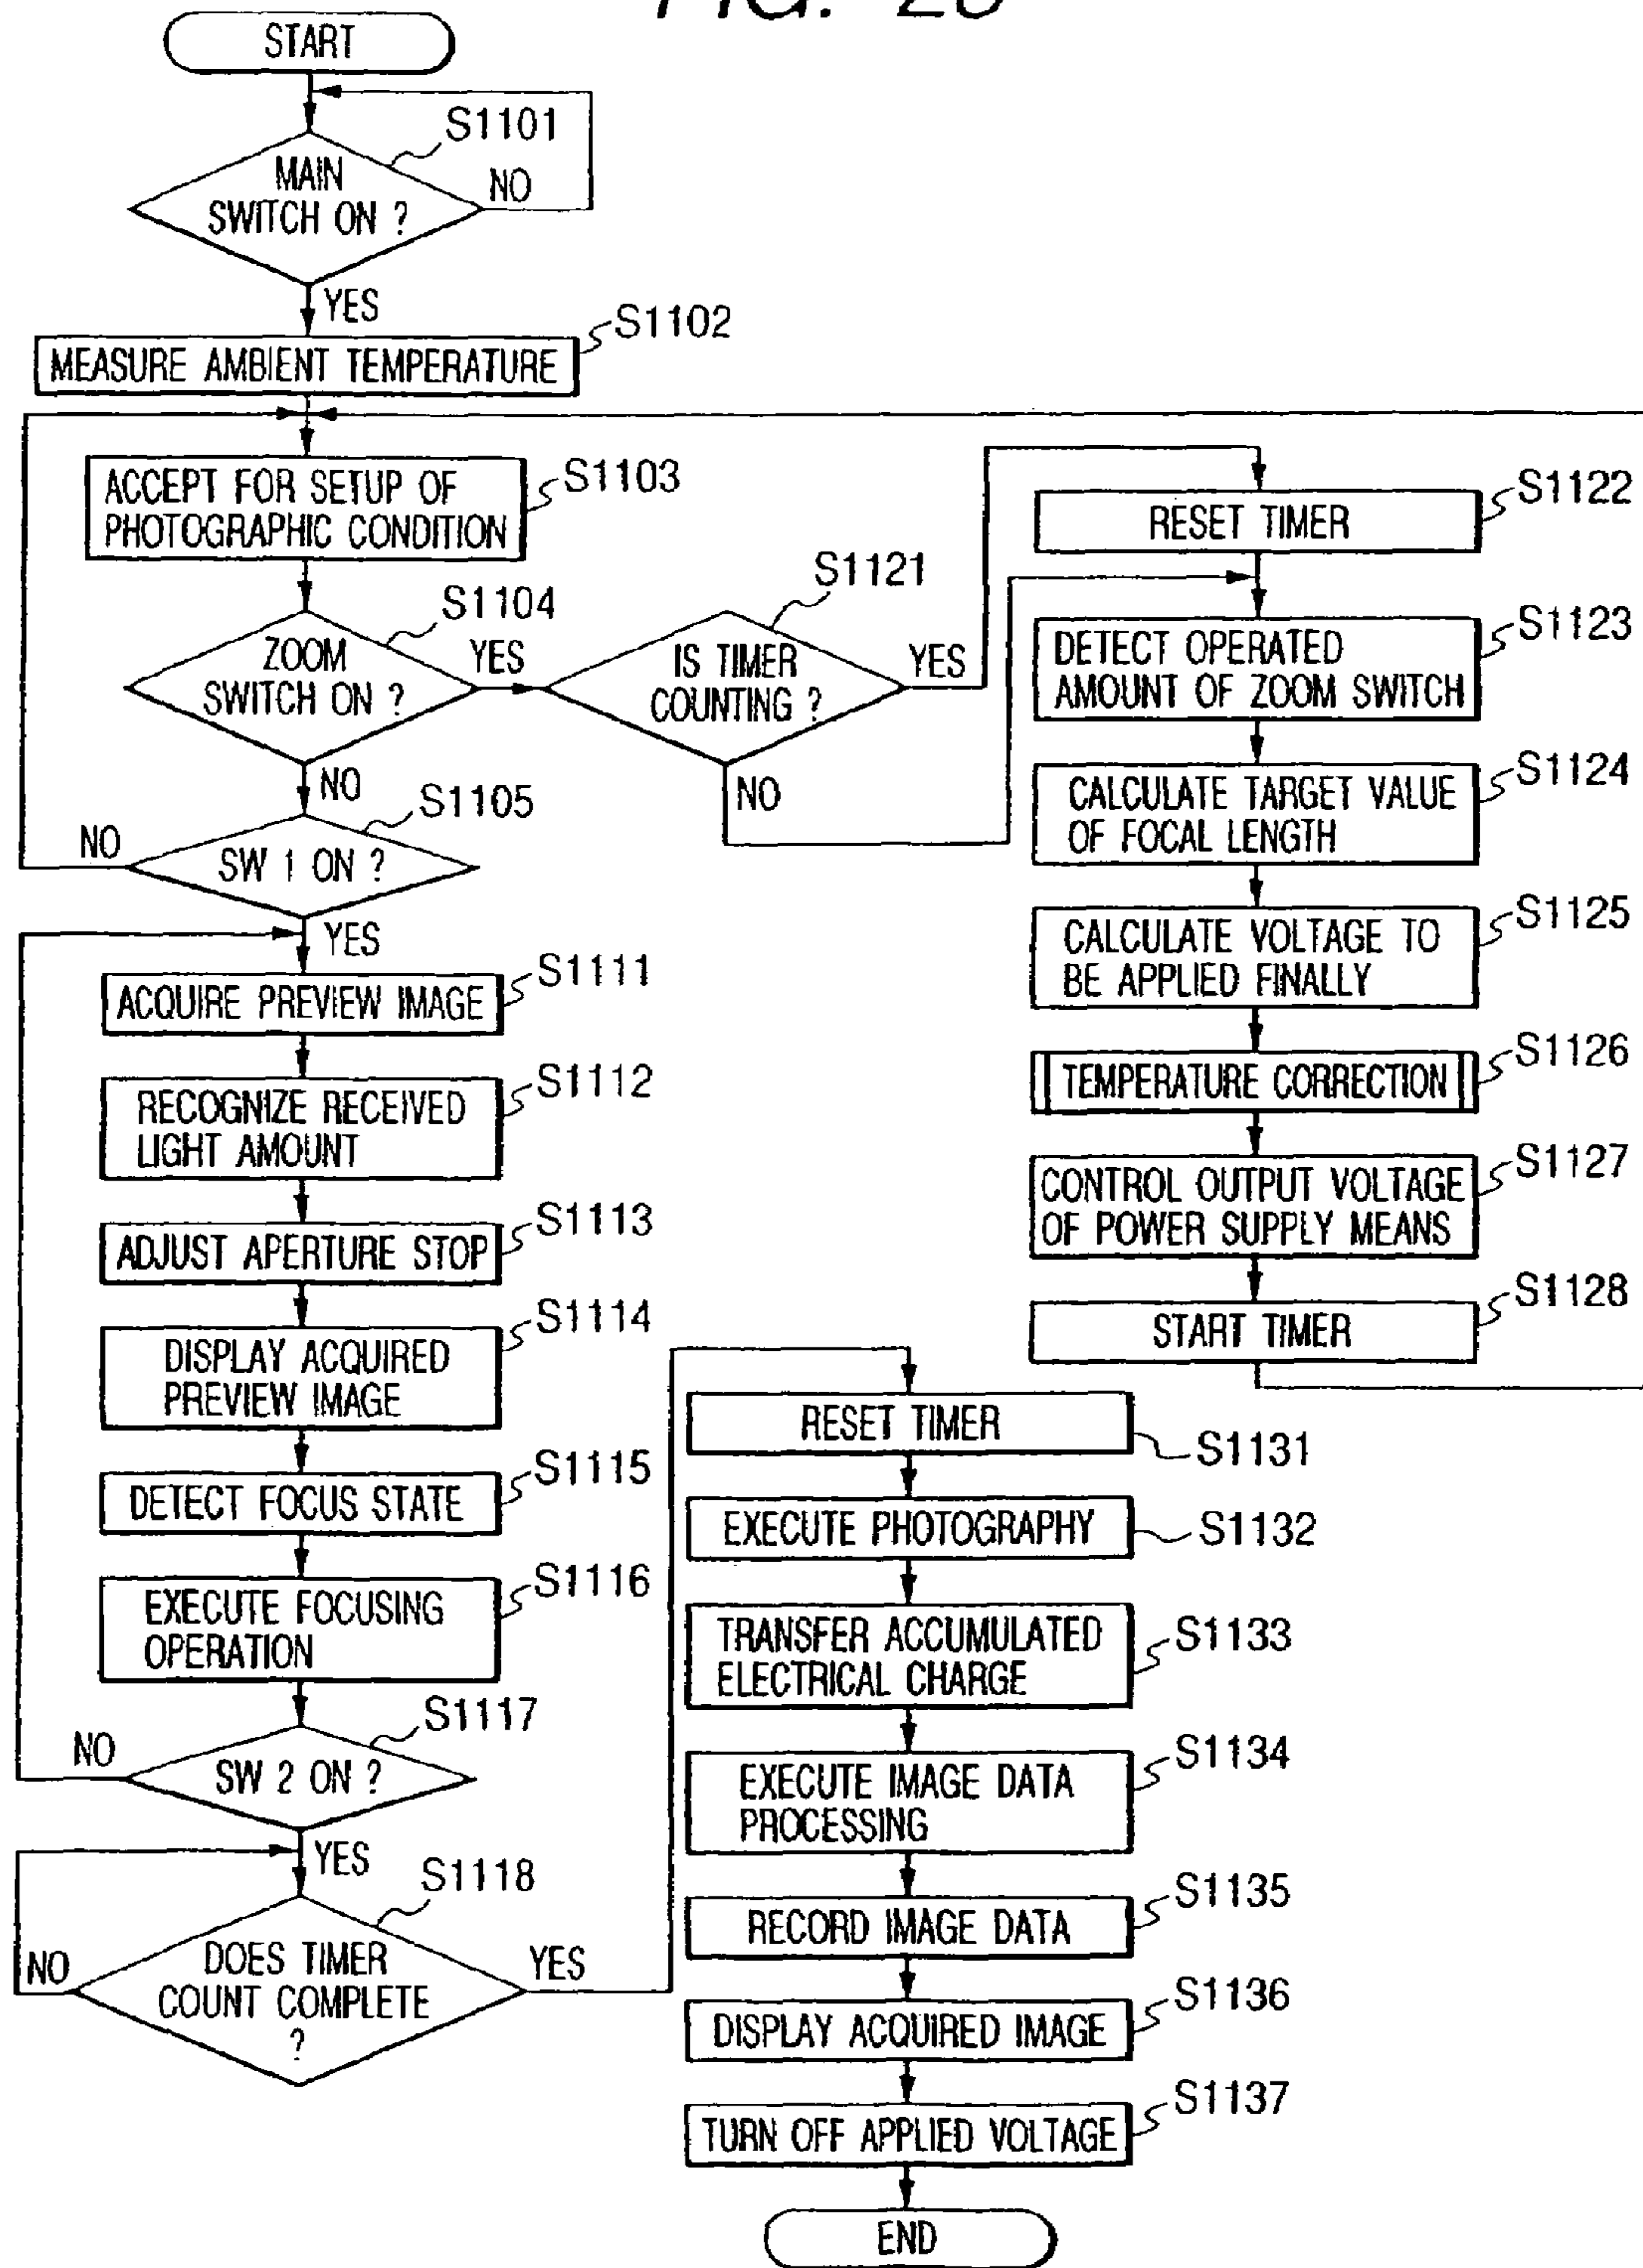 START
S1101
MAIN
SWITCH ON ?
NO
YES
S1102
MEASURE AMBIENT TEMPERATURE
S1103
ACCEPT FOR SETUP OF
PHOTOGRAPHIC CONDITION
S1104
ZOOM
SWITCH ON ?
YES
NO
S1105
SW 1 ON ?
NO
YES
S1111
ACQUIRE PREVIEW IMAGE
S1112
RECOGNIZE RECEIVED
LIGHT AMOUNT
S1113
ADJUST APERTURE STOP
S1114
DISPLAY ACQUIRED
PREVIEW IMAGE
S1115
DETECT FOCUS STATE
S1116
EXECUTE FOCUSING
OPERATION
S1117
SW 2 ON ?
NO
YES
S1118
DOES TIMER
COUNT COMPLETE
?
NO
YES
S1121
IS TIMER
COUNTING ?
YES
NO
S1122
RESET TIMER
S1123
DETECT OPERATED
AMOUNT OF ZOOM SWITCH
S1124
CALCULATE TARGET VALUE
OF FOCAL LENGTH
S1125
CALCULATE VOLTAGE TO
BE APPLIED FINALLY
S1126
TEMPERATURE CORRECTION
S1127
CONTROL OUTPUT VOLTAGE
OF POWER SUPPLY MEANS
S1128
START TIMER
RESET TIMER
S1131
EXECUTE PHOTOGRAPHY
S1132
TRANSFER ACCUMULATED
ELECTRICAL CHARGE
S1133
EXECUTE IMAGE DATA
PROCESSING
S1134
RECORD IMAGE DATA
S1135
DISPLAY ACQUIRED IMAGE
S1136
TURN OFF APPLIED VOLTAGE
S1137
END